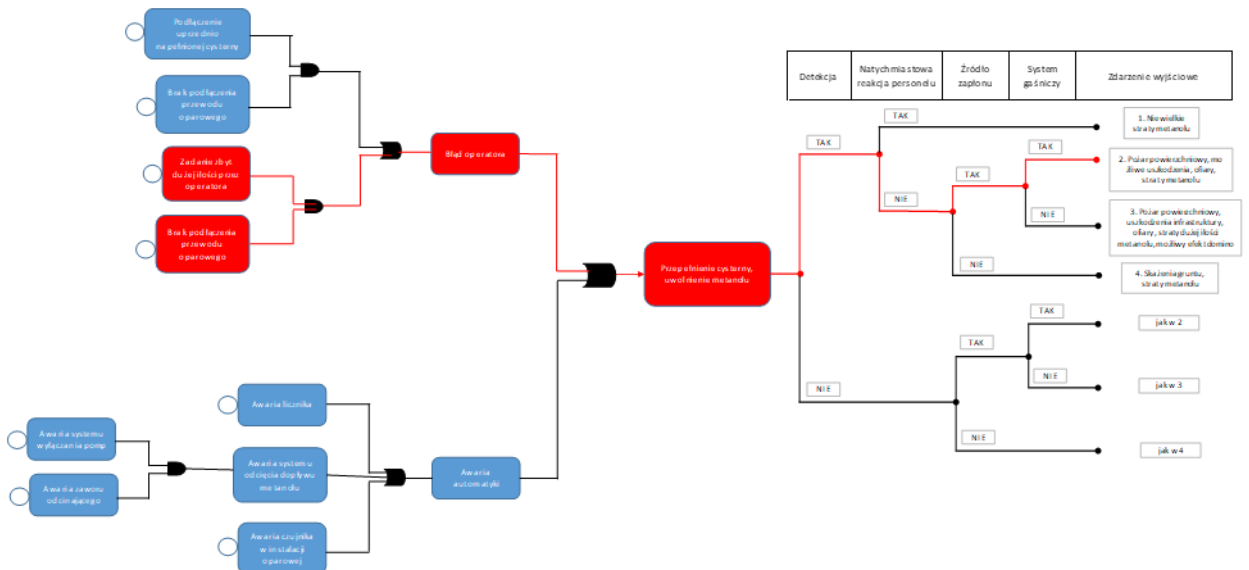 Podłączenie
uprzednio
napełnionej cysterny
Brak podłączenia
przewodu
oparowego
Zadanie zbyt
dużej ilości przez
operatora
Brak podłączenia
przewodu
oparowego
Błąd operatora
Awaria licznika
Awaria systemu
wyłączania pomp
Awaria zaworu
odcinającego
Awaria systemu
odcięcia dopływu
metanolu
Awaria czujnika
w instalacji
oparowej
Awaria
automatyki
Przepełnienie cysterny,
uwolnienie metanolu
Detekcja
Natychmiastowa
reakcja personelu
Źródło
zapłonu
System
gaśniczy
Zdarzenie wyjściowe
TAK
TAK
NIE
TAK
NIE
TAK
NIE
1. Niewielkie
straty metanolu
2. Pożar powierzchniowy, mo
żliwe uszkodzenia, ofiary,
straty metanolu
3. Pożar powierzchniowy,
uszkodzenia infrastruktury,
ofiary, straty dużej ilości
metanolu, możliwy efekt domino
4. Skażenia gruntu,
straty metanolu
NIE
TAK
NIE
TAK
NIE
jak w 2
jak w 3
jak w 4